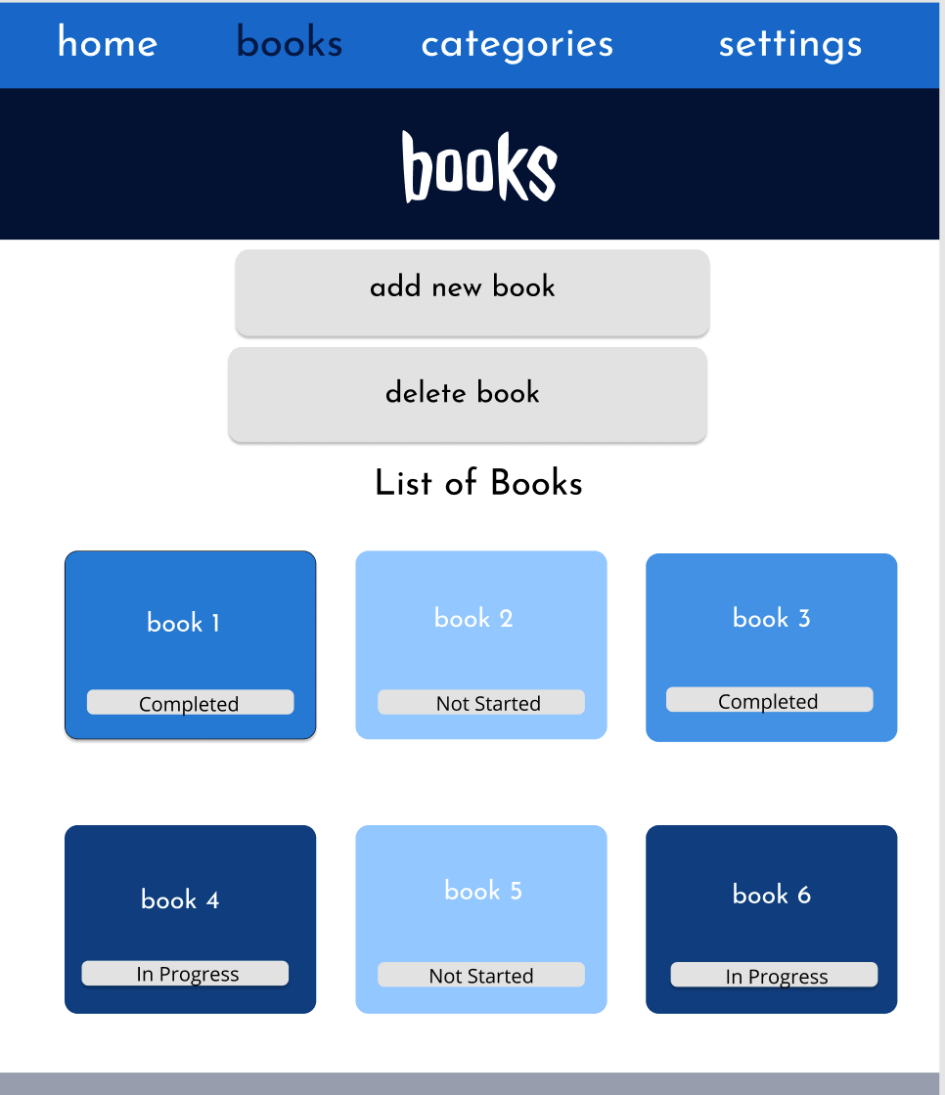 home books categories settings
books
add new book
delete book
List of Books
book 1 book 2 book 3
Completed Not Started Completed
book 4 book 5 book 6
In Progress Not Started In Progress